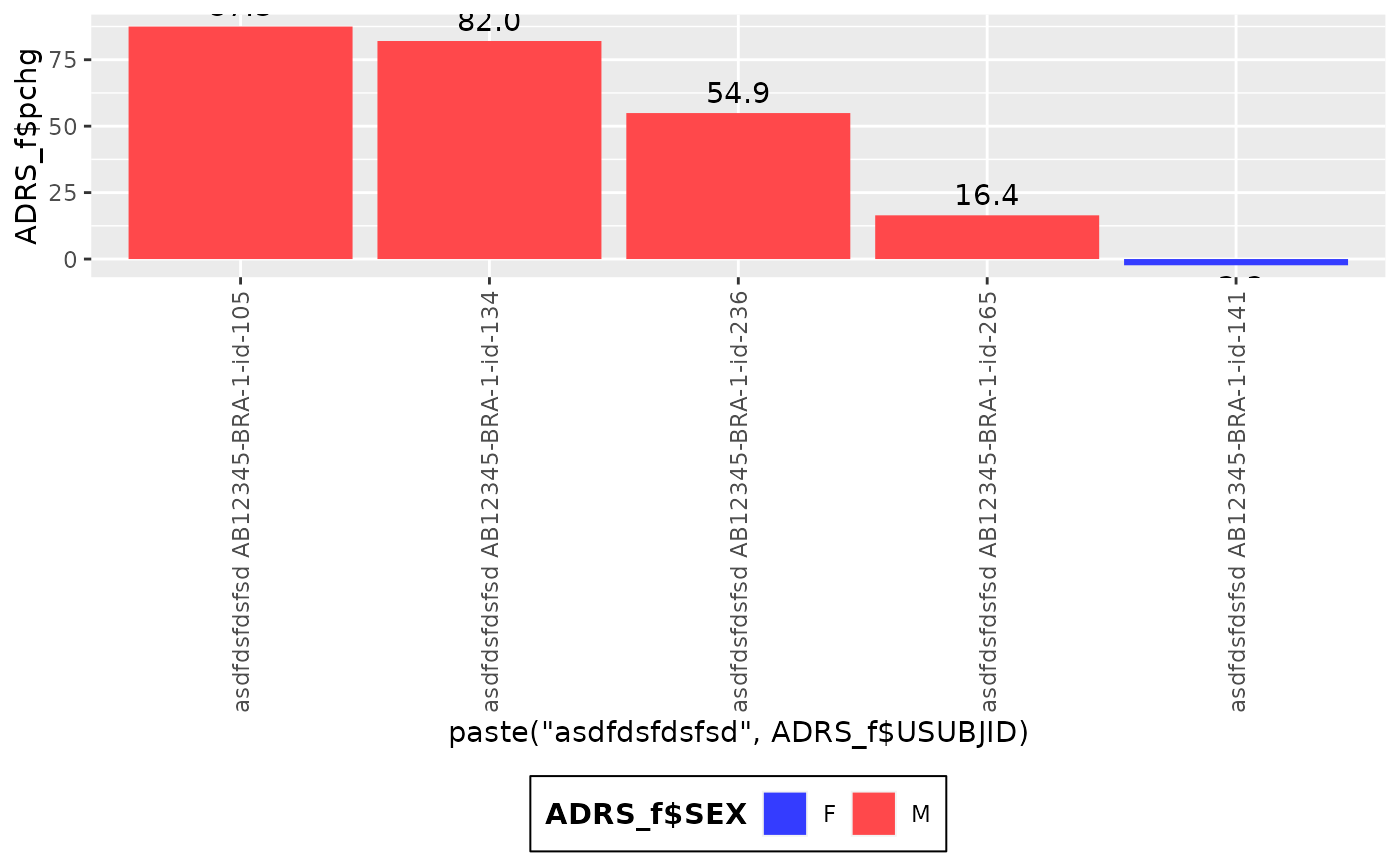 82.0
54.9
16.4
ADRS_f$pchg
75
50
25
0
asdfdsfdsfsd AB12345-BRA-1-id-105
asdfdsfdsfsd AB12345-BRA-1-id-134
asdfdsfdsfsd AB12345-BRA-1-id-236
asdfdsfdsfsd AB12345-BRA-1-id-265
asdfdsfdsfsd AB12345-BRA-1-id-141
paste("asdfdsfdsfsd", ADRS_f$USUBJID)
ADRS_f$SEX F M